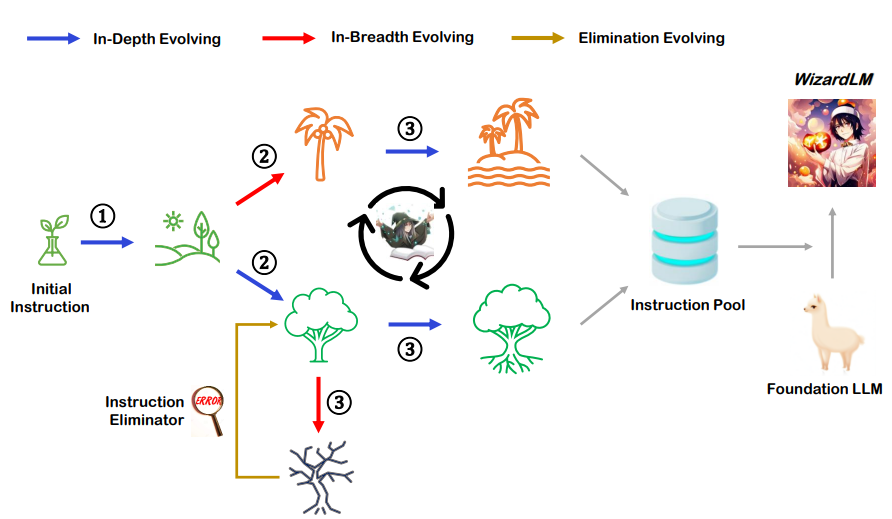 In-Depth Evolving
In-Breadth Evolving
Elimination Evolving
WizardLM
③
②
①
Initial
Instruction
②
Instruction Pool
③
Foundation LLM
Instruction
Eliminator
ERROR
③